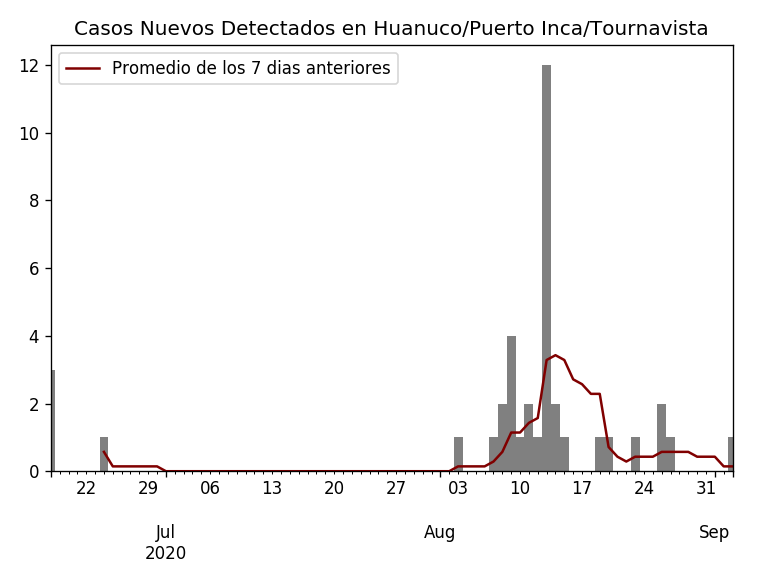 Casos Nuevos Detectados en Huanuco/Puerto Inca/Tournavista
Promedio de los 7 dias anteriores
12
10
8
6
4
2
0
22 29 06 13 20 27 03 10 17 24 31
Jul Aug Sep
2020